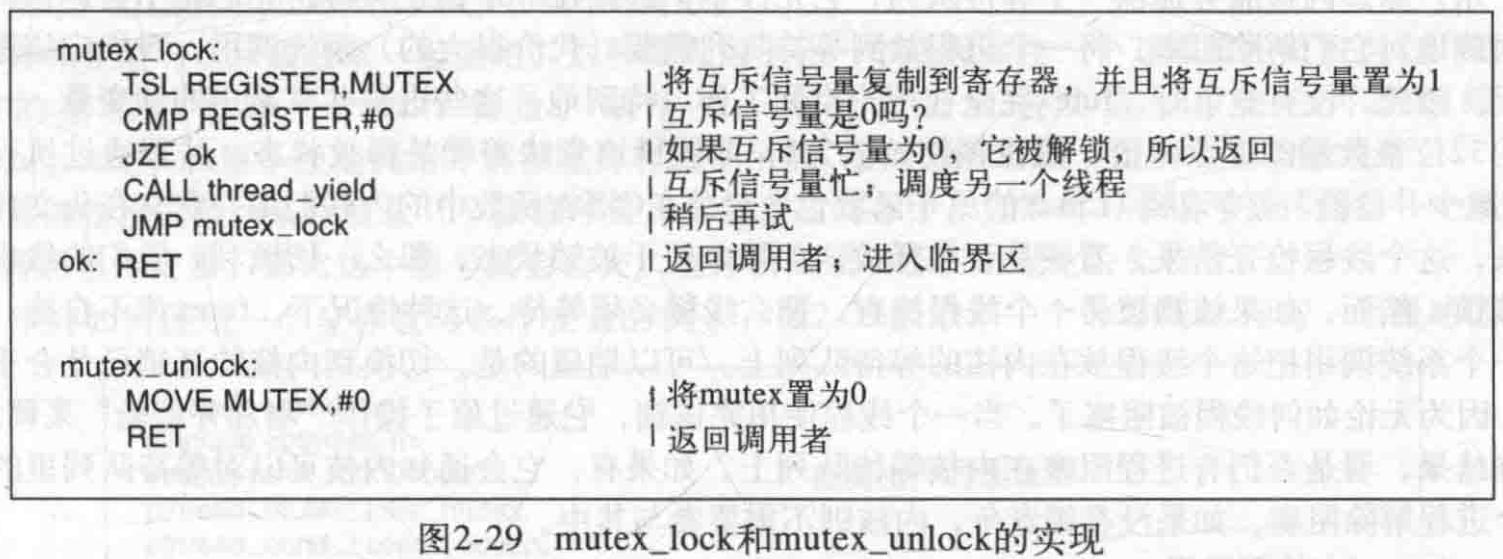 mutex_lock:
TSL REGISTER,MUTEX | 将互斥信号量复制到寄存器，并且将互斥信号量置为1
CMP REGISTER,#0 | 互斥信号量是0吗？
JZE ok | 如果互斥信号量为0，它被解锁，所以返回
CALL thread_yield | 互斥信号量忙；调度另一个线程
JMP mutex_lock | 稍后再试
ok: RET | 返回调用者；进入临界区
mutex_unlock:
MOVE MUTEX,#0 | 将mutex置为0
RET | 返回调用者
图2-29 mutex_lock和mutex_unlock的实现